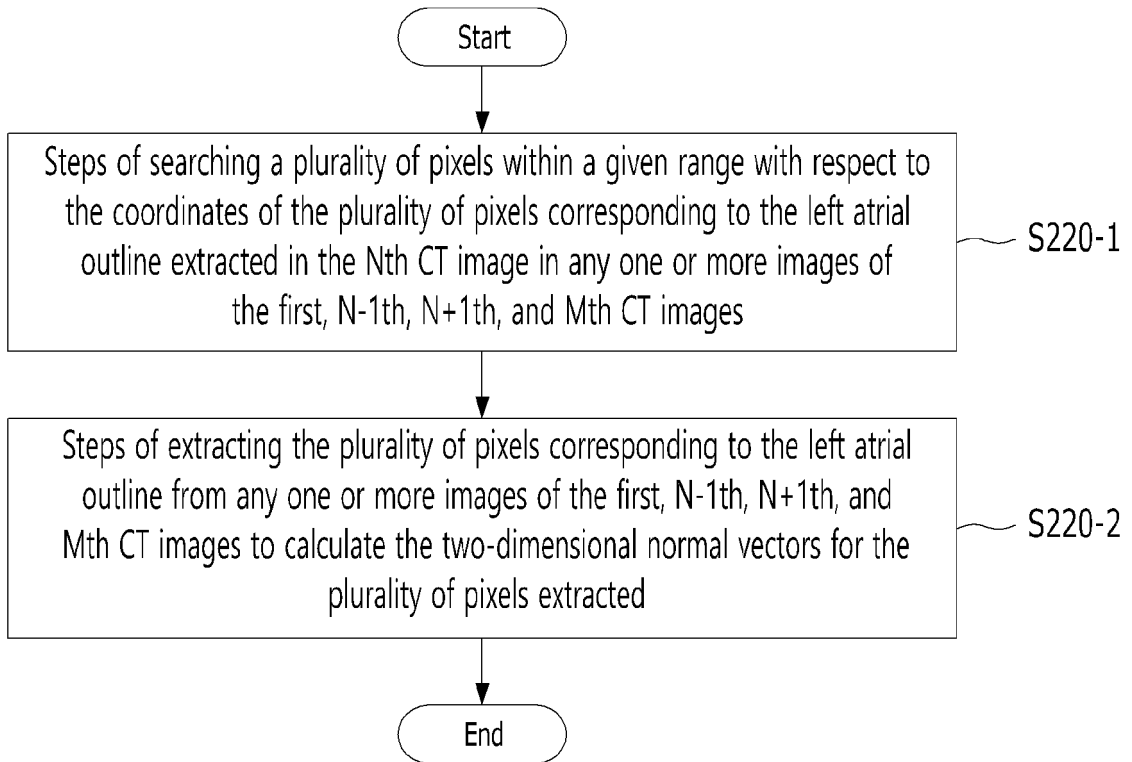 Start
Steps of searching a plurality of pixels within a given range with respect to
the coordinates of the plurality of pixels corresponding to the left atrial
outline extracted in the Nth CT image in any one or more images of
the first, N-1th, N+1th, and Mth CT images
S220-1
Steps of extracting the plurality of pixels corresponding to the left atrial
outline from any one or more images of the first, N-1th, N+1th, and
Mth CT images to calculate the two-dimensional normal vectors for the
plurality of pixels extracted
S220-2
End